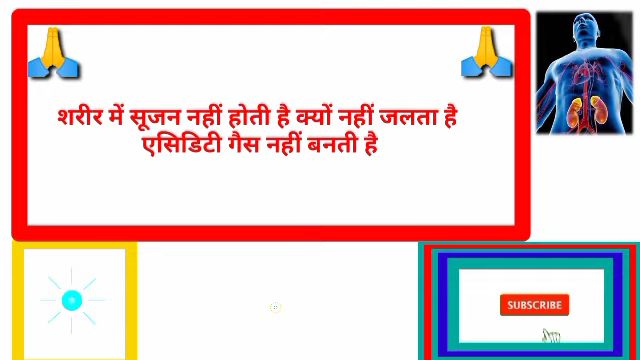 शरीर में सूजन नहीं होती है क्यों नहीं जलता है
एसिडिटी गैस नहीं बनती है
SUBSCRIBE